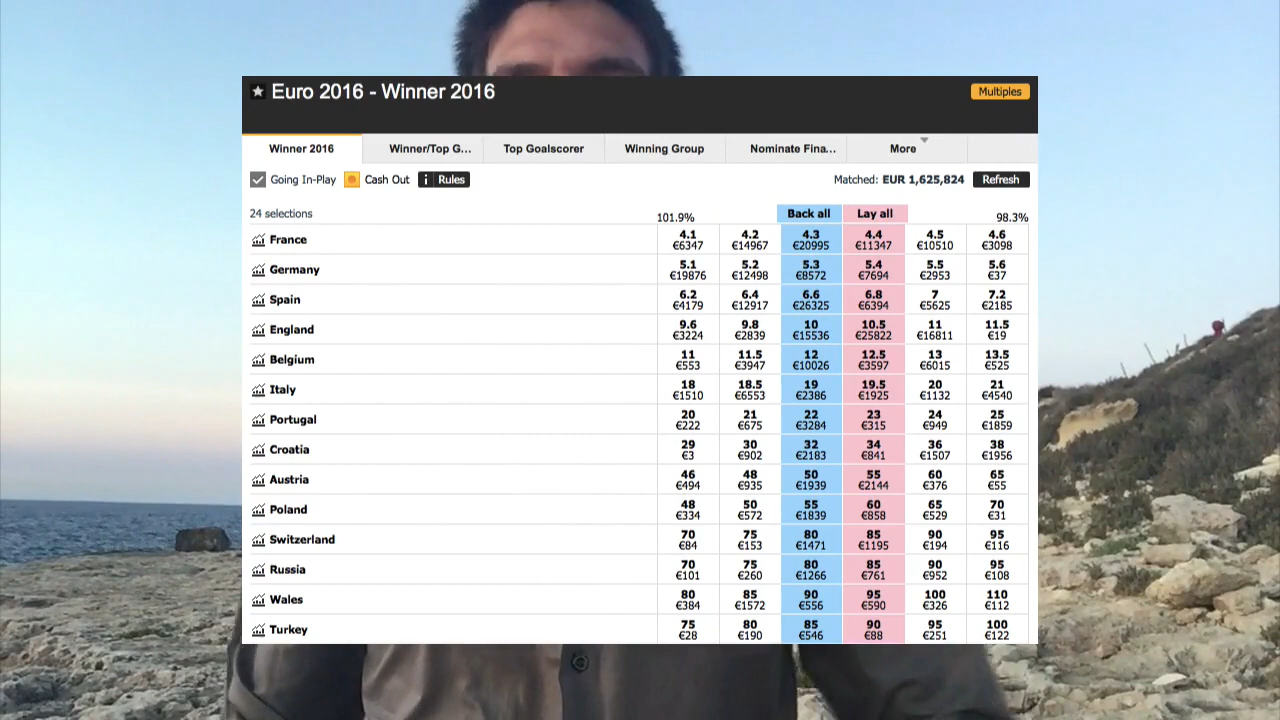 Euro 2016 - Winner 2016
Multiples
Winner 2016 Winner/Top G... Top Goalscorer Winning Group Nominate Fina... More
Going In-Play Cash Out i Rules Matched: EUR 1,625,824 Refresh
24 selections 101.9% Back all Lay all 98.3%
France 4.1 4.2 4.3 4.4 4.5 4.6
€6347 €14967 €20995 €11347 €10510 €3098
Germany 5.1 5.2 5.3 5.4 5.5 5.6
€19876 €12498 €8572 €7694 €2953 €37
Spain 6.2 6.4 6.6 6.8 7 7.2
€4179 €12917 €26325 €6394 €5625 €2185
England 9.6 9.8 10 10.5 11 11.5
€3224 €2839 €15536 €25822 €16811 €19
Belgium 11 11.5 12 12.5 13 13.5
€553 €3947 €10026 €3597 €6015 €525
Italy 18 18.5 19 19.5 20 21
€1510 €6553 €2386 €1925 €1132 €4540
Portugal 20 21 22 23 24 25
€222 €675 €3284 €315 €949 €1859
Croatia 29 30 32 34 36 38
€3 €902 €2183 €841 €1507 €1956
Austria 46 48 50 55 60 65
€494 €935 €1939 €2144 €376 €55
Poland 48 50 55 60 65 70
€334 €572 €1839 €858 €529 €31
Switzerland 70 75 80 85 90 95
€84 €153 €1471 €1195 €194 €116
Russia 70 75 80 85 90 95
€101 €260 €1266 €761 €952 €108
Wales 80 85 90 95 100 110
€384 €1572 €556 €590 €326 €112
Turkey 75 80 85 90 95 100
€28 €190 €546 €88 €251 €122